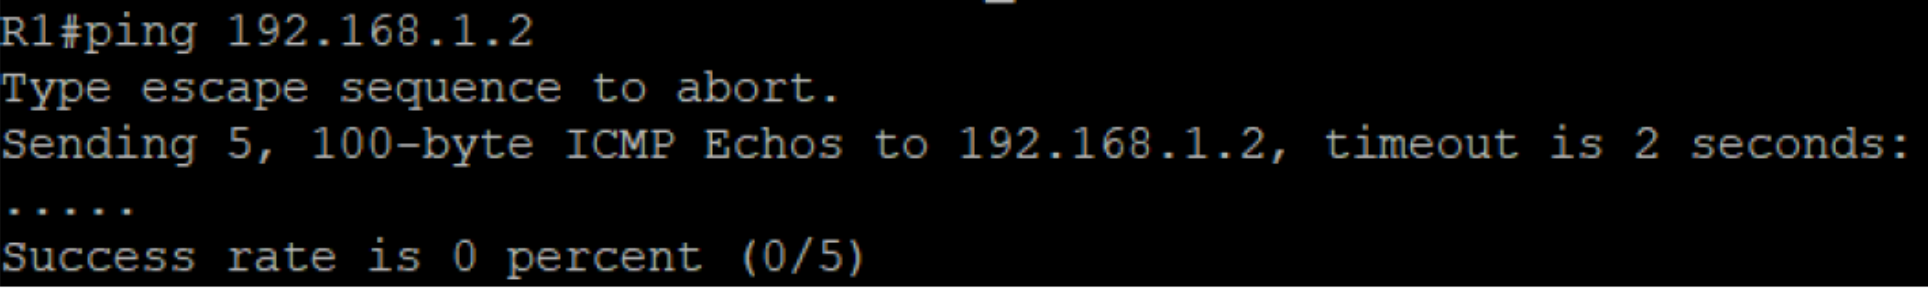 R1#ping 192.168.1.2
Type escape sequence to abort.
Sending 5, 100-byte ICMP Echos to 192.168.1.2, timeout is 2 seconds:
.....
Success rate is 0 percent (0/5)